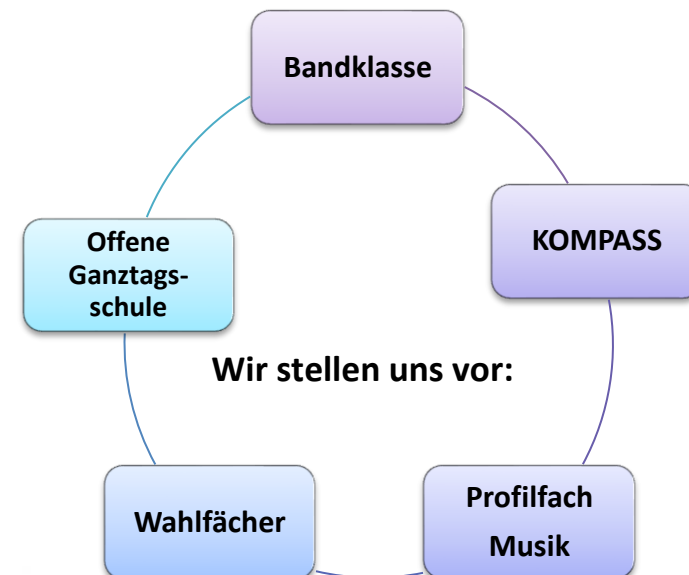 Bandklasse
KOMPASS
Offene
Ganztags-
schule
Wir stellen uns vor:
Wahlfächer
Profilfach
Musik